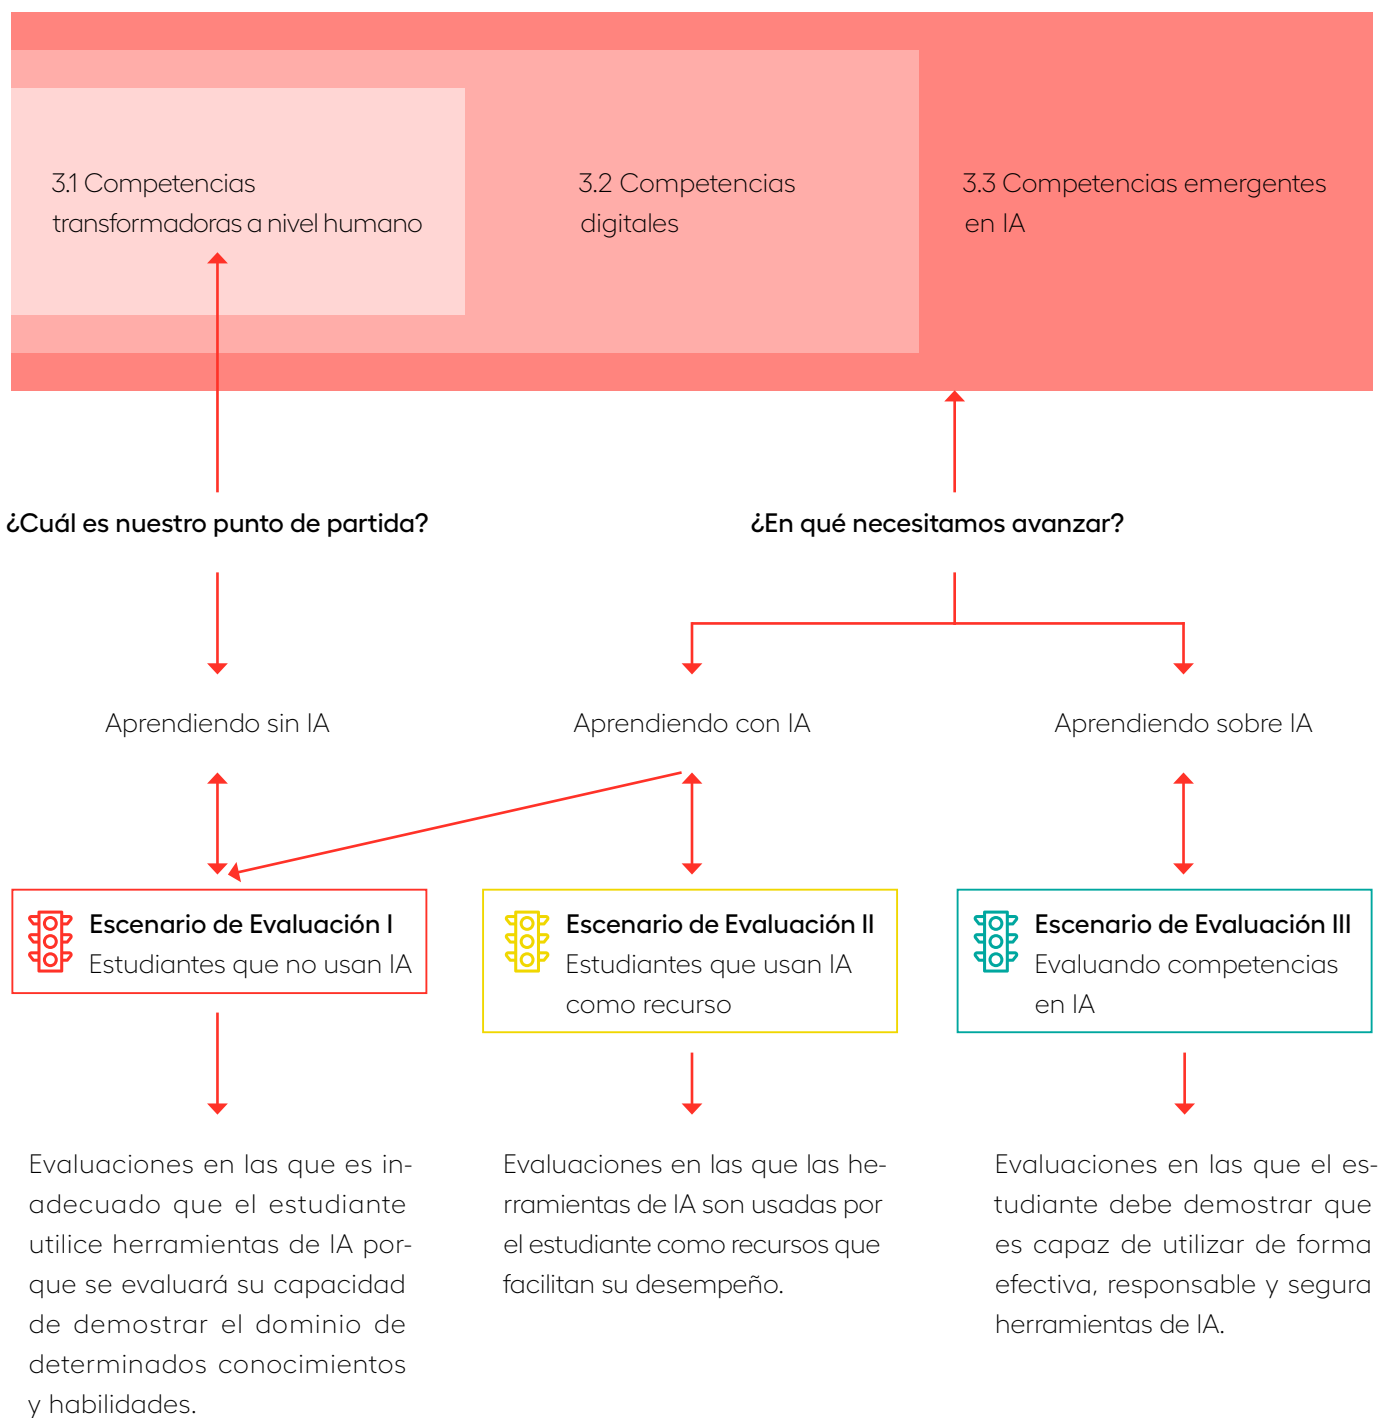 3.1 Competencias
transformadoras a nivel humano
3.2 Competencias
digitales
3.3 Competencias emergentes
en IA
¿Cuál es nuestro punto de partida?
¿En qué necesitamos avanzar?
Aprendiendo sin IA
Aprendiendo con IA
Aprendiendo sobre IA
Escenario de Evaluación I
Estudiantes que no usan IA
Escenario de Evaluación II
Estudiantes que usan IA
como recurso
Escenario de Evaluación III
Evaluando competencias
en IA
Evaluaciones en las que es in-
adecuado que el estudiante
utilice herramientas de IA por-
que se evaluará su capacidad
de demostrar el dominio de
determinados conocimientos
y habilidades.
Evaluaciones en las que las he-
rramientas de IA son usadas por
el estudiante como recursos que
facilitan su desempeño.
Evaluaciones en las que el es-
tudiante debe demostrar que
es capaz de utilizar de forma
efectiva, responsable y segura
herramientas de IA.